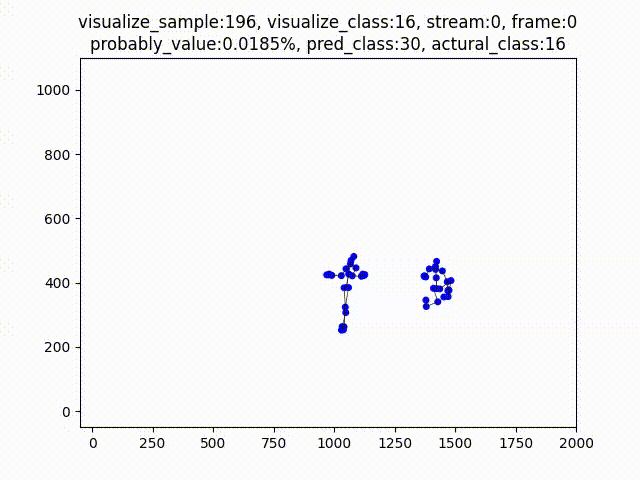 visualize_sample:196, visualize_class:16, stream:0, frame:0
probably_value:0.0185%, pred_class:30, actural_class:16
1000
800
600
400
200
0
0 250 500 750 1000 1250 1500 1750 2000